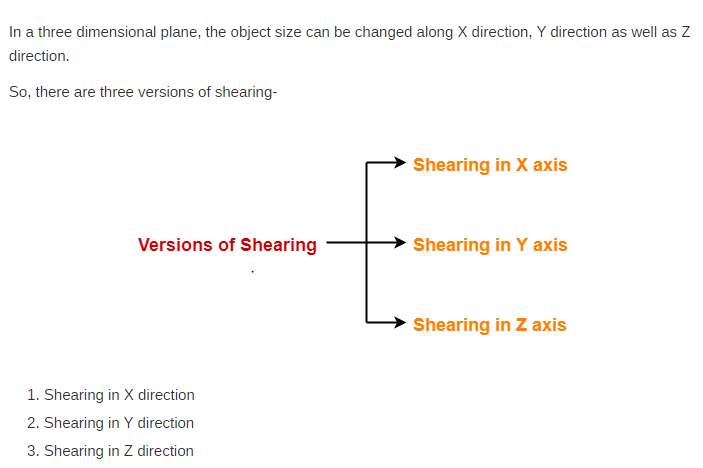 In a three dimensional plane, the object size can be changed along X direction, Y direction as well as Z
direction.
So, there are three versions of shearing-
Shearing in X axis
Versions of Shearing
Shearing in Y axis
Shearing in Z axis
1. Shearing in X direction
2. Shearing in Y direction
3. Shearing in Z direction